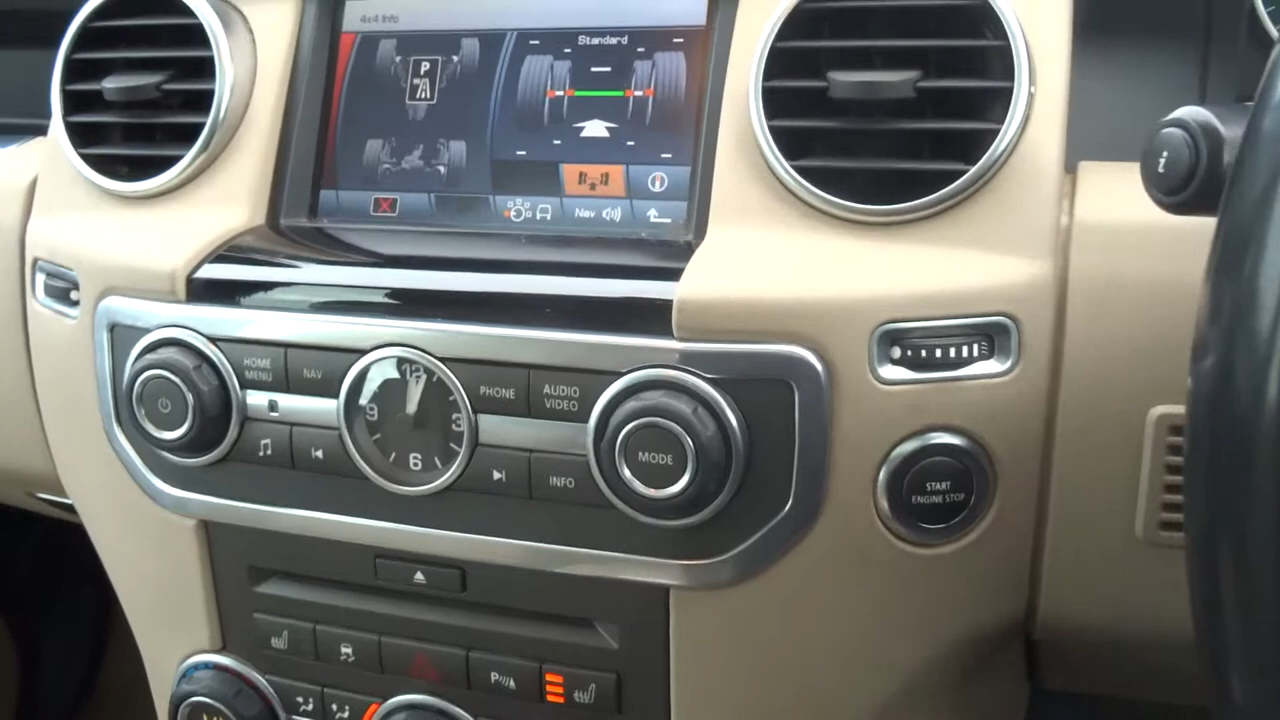 4x4 Info
Standard
P
HI
Nav
i
HOME
MENU
NAV
12
9
3
6
PHONE
AUDIO
VIDEO
MODE
INFO
START
ENGINE STOP
P